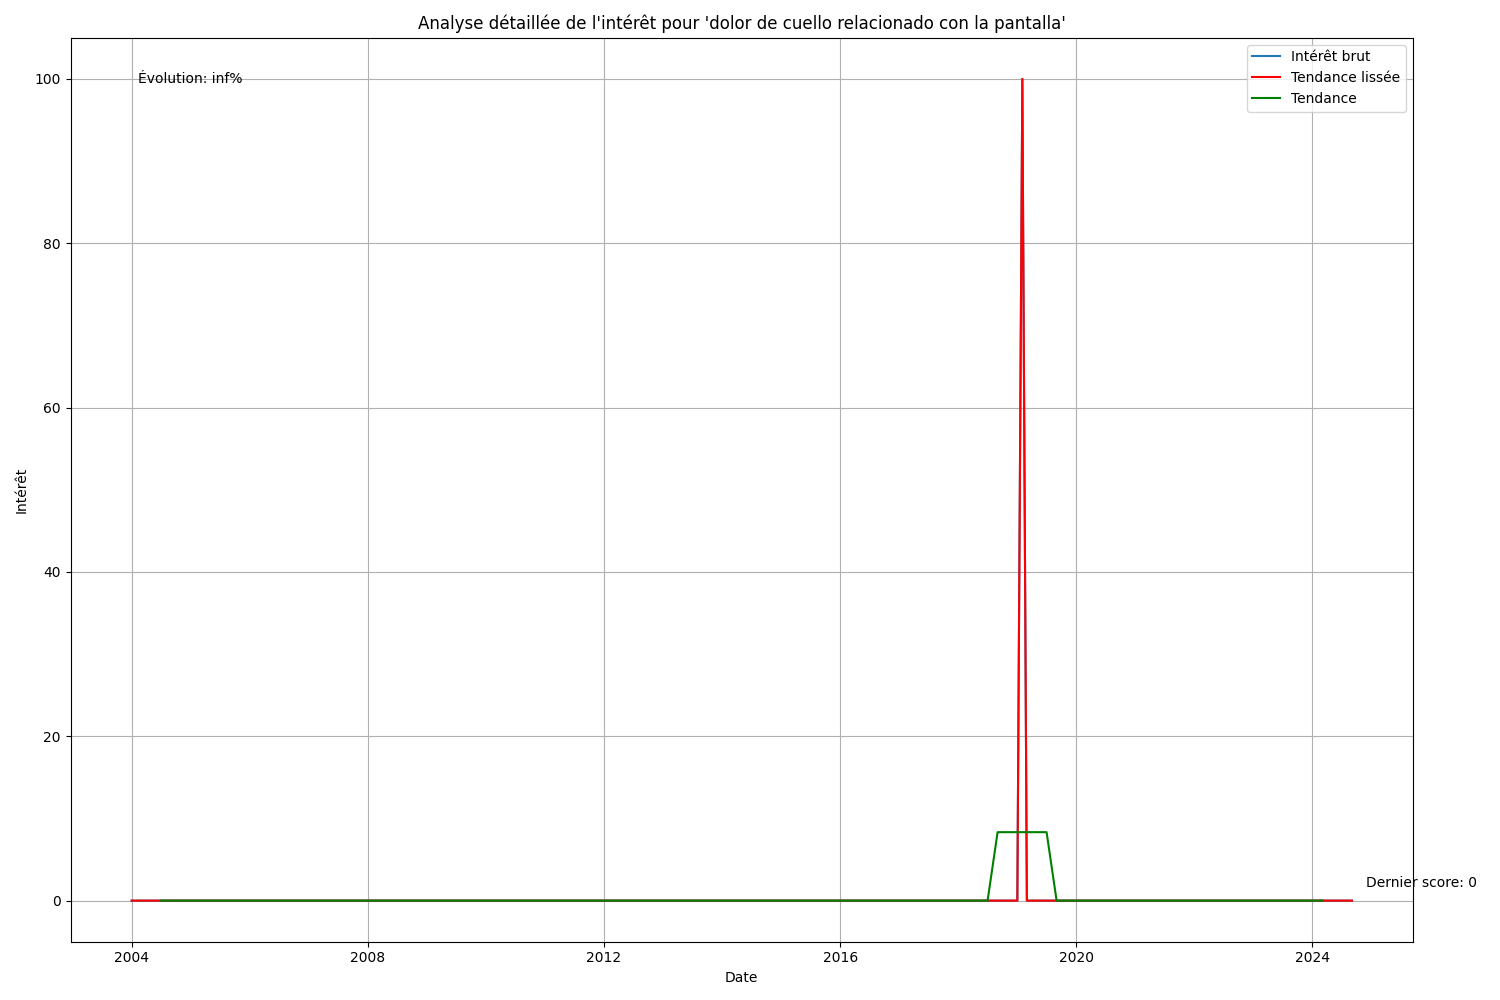 Analyse détaillée de l'intérêt pour 'dolor de cuello relacionado con la pantalla'
Évolution: inf%
Intérêt brut
Tendance lissée
Tendance
100
80
60
40
20
0
Intérêt
Dernier score: 0
2004
2008
2012
2016
2020
2024
Date